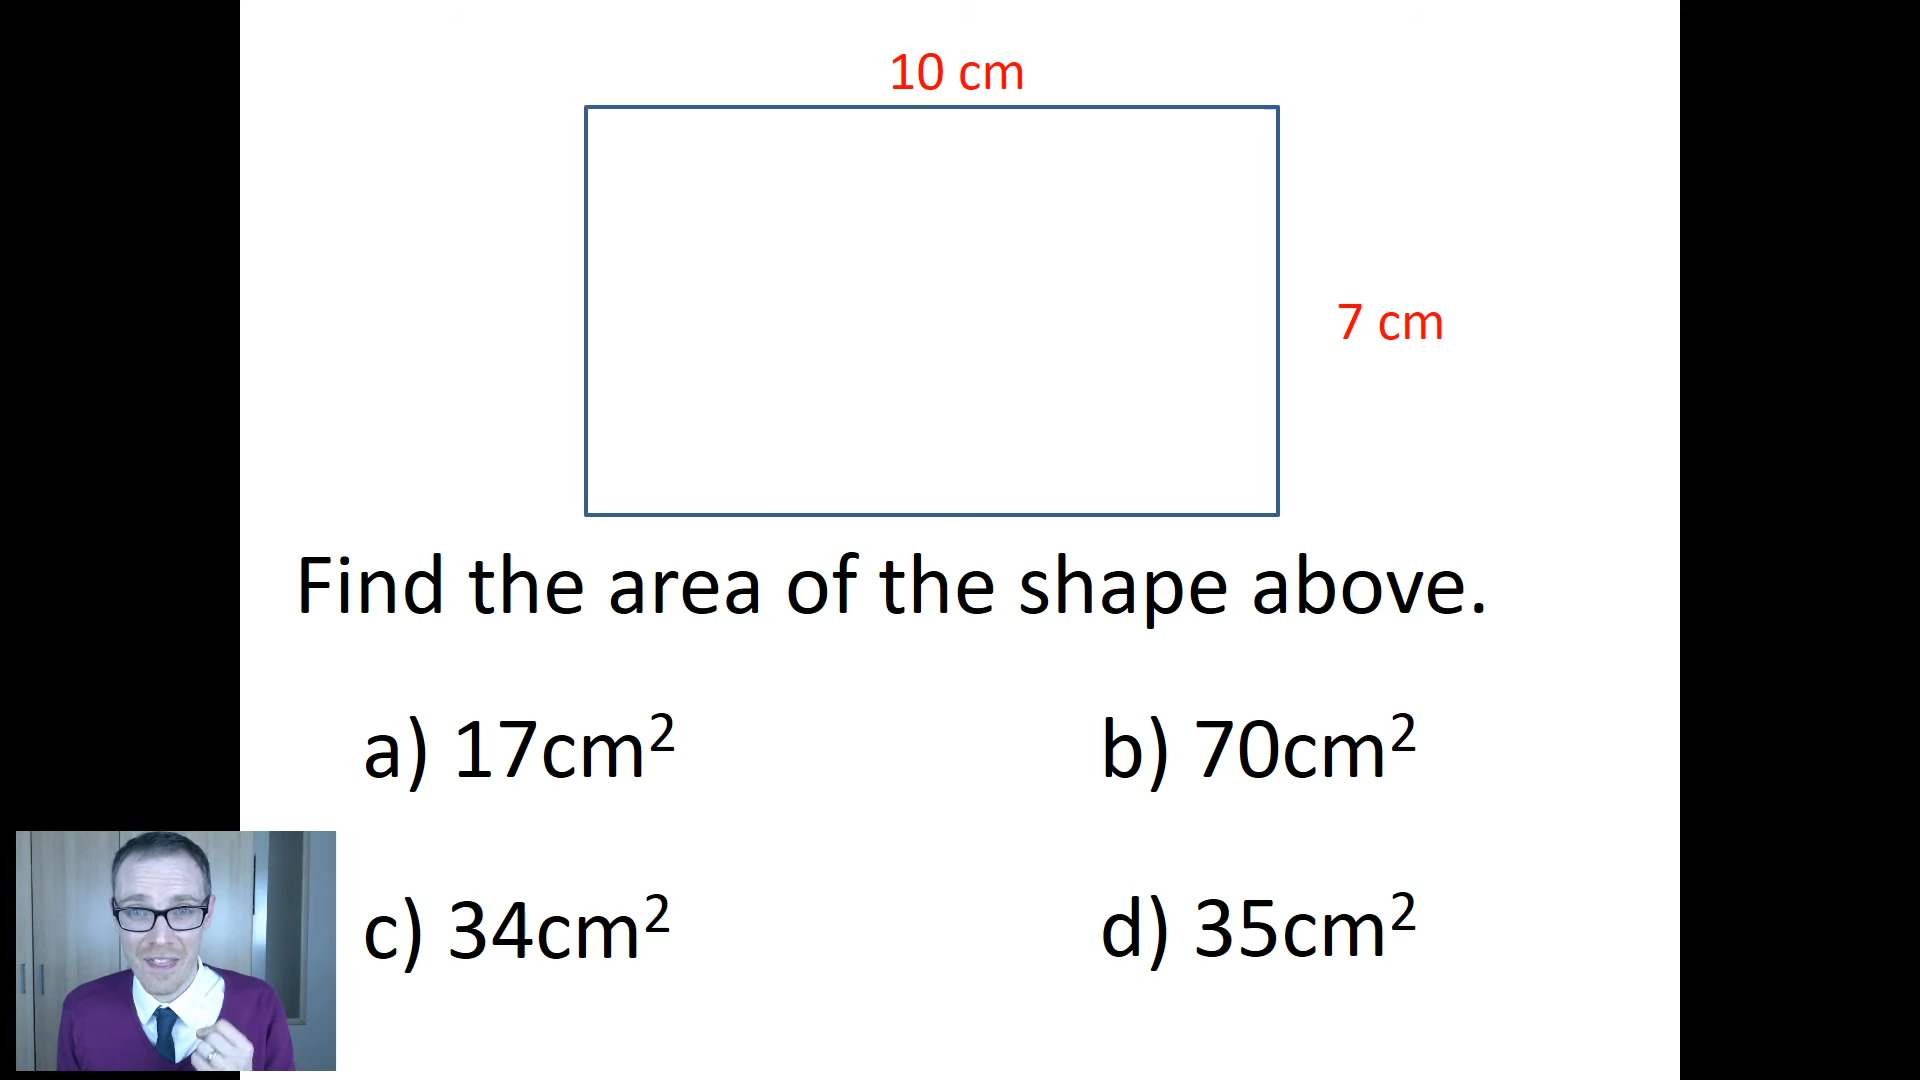 10 cm
7 cm
Find the area of the shape above.
a) 17cm²
b) 70cm²
c) 34cm²
d) 35cm²